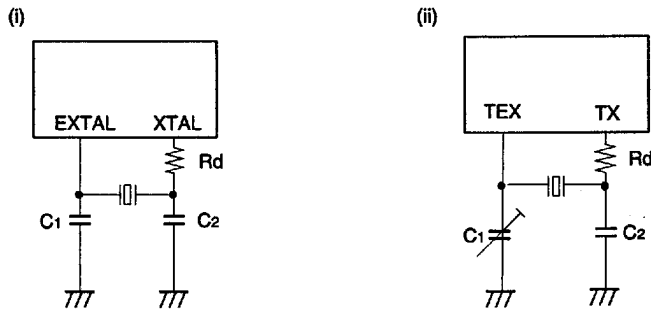 (i)
EXTAL XTAL
Rd
C1
C2
(ii)
TEX TX
Rd
C1
C2